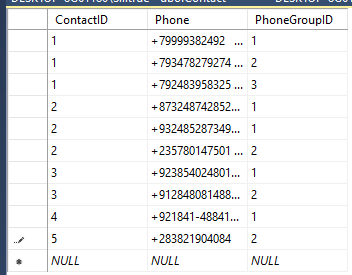 ContactID Phone PhoneGroupID
1 +79999382492 ... 1
1 +793478279274 ... 2
1 +792483958325 ... 3
2 +873248742852... 1
2 +932485287349... 1
2 +235780147501 ... 2
3 +923854024801... 1
3 +912848081488... 2
4 +921841-48841... 1
5 +283821904084 2
NULL NULL NULL